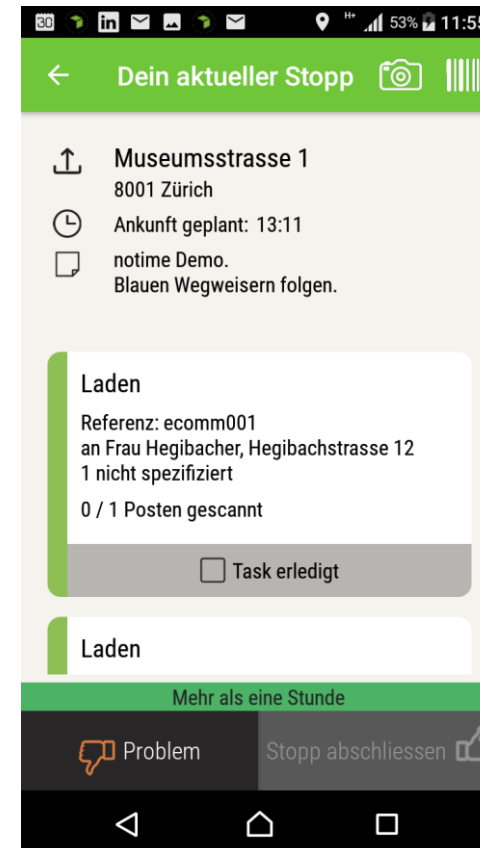 30 in H+ 53% 11:55
Dein aktueller Stopp
Museumsstrasse 1
8001 Zürich
Ankunft geplant: 13:11
notime Demo.
Blauen Wegweisern folgen.
Laden
Referenz: ecomm001
an Frau Hegibacher, Hegibachstrasse 12
1 nicht spezifiziert
0 / 1 Posten gescannt
Task erledigt
Laden
Mehr als eine Stunde
Problem
Stopp abschliessen